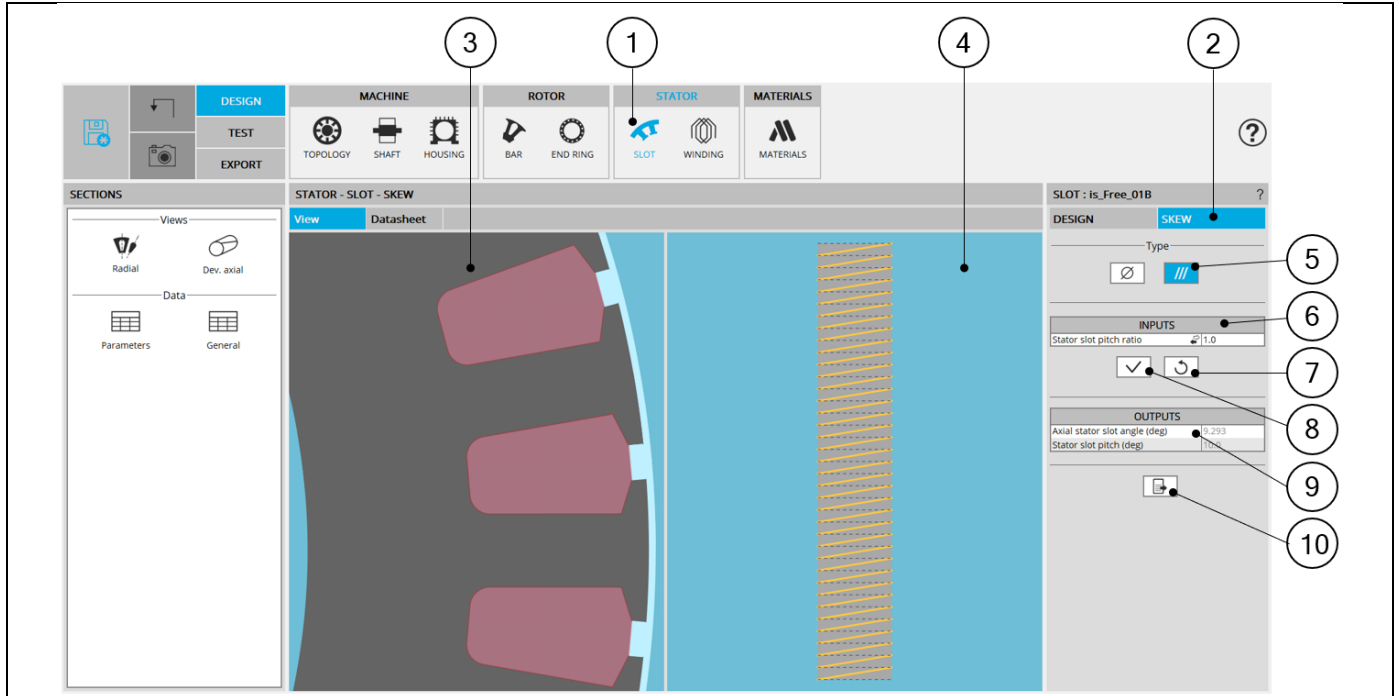 3
1
4
2
DESIGN
TEST
EXPORT
MACHINE
TOPOLOGY
SHAFT
HOUSING
ROTOR
BAR
END RING
STATOR
SLOT
WINDING
MATERIALS
MATERIALS
?
SECTIONS
Views
Radial
Dev. axial
Data
Parameters
General
STATOR - SLOT - SKEW
View
Datasheet
SLOT : is_Free_01B ?
DESIGN
SKEW
Type
INPUTS
Stator slot pitch ratio 1.0
OUTPUTS
Axial stator slot angle (deg) 9.293
Stator slot pitch (deg) 10.0
5
6
7
8
9
10